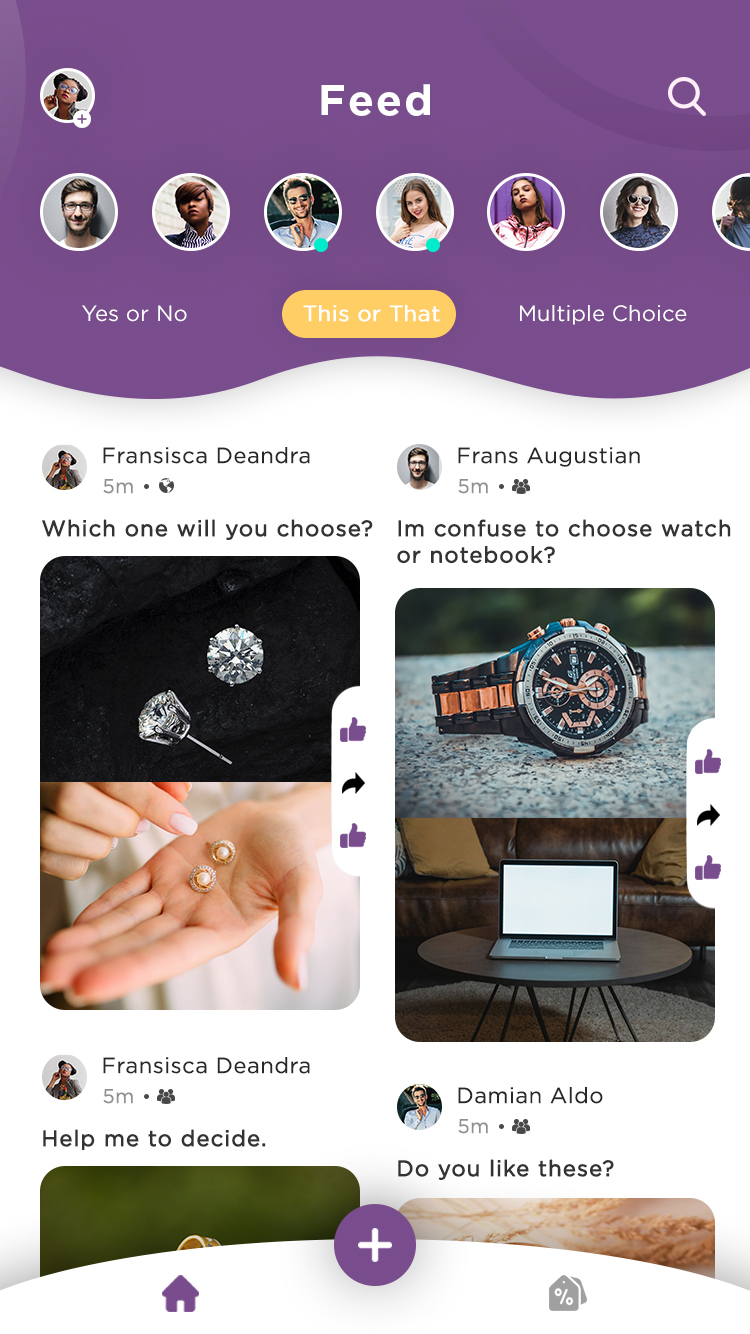 Feed
Yes or No
This or That
Multiple Choice
Fransisca Deandra
5m •
Which one will you choose?
Frans Augustian
5m •
Im confuse to choose watch
or notebook?
Fransisca Deandra
5m •
Help me to decide.
Damian Aldo
5m •
Do you like these?
%